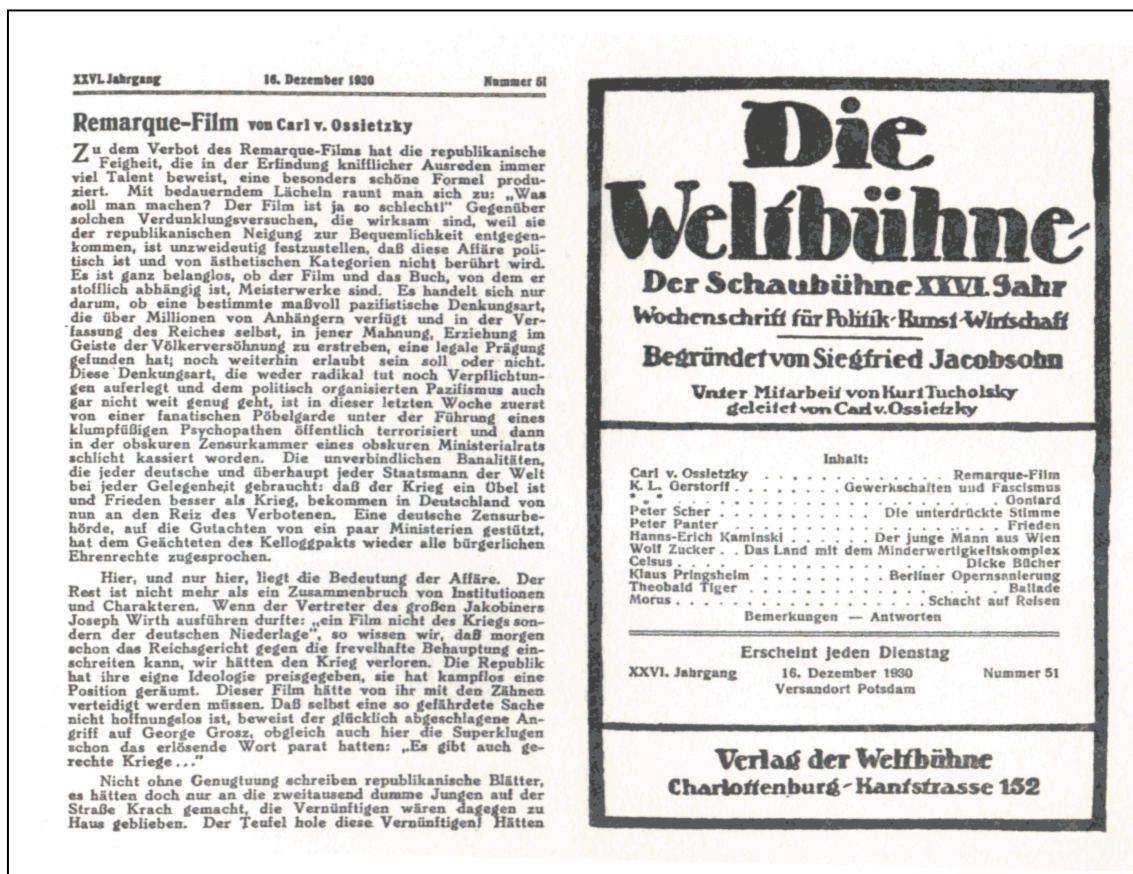 XXVI. Jahrgang 16. Dezember 1930 Nummer 51
Remarque-Film von Carl v. Ossietzky
Zu dem Verbot des Remarque-Films hat die republikanische
Feigheit, die in der Erfindung knifflicher Ausreden immer
viel Talent beweist, eine besonders schöne Formel produ-
ziert. Mit bedauerndem Lächeln raunt man sich zu: „Was
soll man machen? Der Film ist ja so schlecht!" Gegenüber
solchen Verdunklungsversuchen, die wirksam sind, weil sie
der republikanischen Neigung zur Bequemlichkeit entgegen-
kommen, ist unzweideutig festzustellen, daß diese Affäre poli-
tisch ist und von ästhetischen Kategorien nicht berührt wird.
Es ist ganz belanglos, ob der Film und das Buch, von dem er
stofflich abhängig ist, Meisterwerke sind. Es handelt sich nur
darum, ob eine bestimmte maßvoll pazifistische Denkungsart,
die über Millionen von Anhängern verfügt und in der Ver-
fassung des Reiches selbst, in jener Mahnung, Erziehung im
Geiste der Völkerversöhnung zu erstreben, eine legale Prägung
gefunden hat; noch weiterhin erlaubt sein soll oder nicht.
Diese Denkungsart, die weder radikal tut noch Verpflichtun-
gen auferlegt und dem politisch organisierten Pazifismus auch
gar nicht weit genug geht, ist in dieser letzten Woche zuerst
von einer fanatischen Pöbelgarde unter der Führung eines
klumpfüßigen Psychopathen öffentlich terrorisiert und dann
in der obskuren Zensurkammer eines obskuren Ministerialrats
schlicht kassiert worden. Die unverbindlichen Banalitäten,
die jeder deutsche und überhaupt jeder Staatsmann der Welt
bei jeder Gelegenheit gebraucht: daß der Krieg ein Übel ist
und Frieden besser als Krieg, bekommen in Deutschland von
nun an den Reiz des Verbotenen. Eine deutsche Zensurbe-
hörde, auf die Gutachten von ein paar Ministerien gestützt,
hat dem Geächteten des Kelloggpakts wieder alle bürgerlichen
Ehrenrechte zugesprochen.
Hier, und nur hier, liegt die Bedeutung der Affäre. Der
Rest ist nicht mehr als ein Zusammenbruch von Institutionen
und Charakteren. Wenn der Vertreter des großen Jakobiners
Joseph Wirth ausführen durfte: „ein Film nicht des Kriegs son-
dern der deutschen Niederlage", so wissen wir, daß morgen
schon das Reichsgericht gegen die frevelhafte Behauptung ein-
schreiten kann, wir hätten den Krieg verloren. Die Republik
hat ihre eigne Ideologie preisgegeben, sie hat kampflos eine
Position geräumt. Dieser Film hätte von ihr mit den Zähnen
verteidigt werden müssen. Daß selbst eine so gefährdete Sache
nicht hoffnungslos ist, beweist der glücklich abgeschlagene An-
griff auf George Grosz, obgleich auch hier die Superklugen
schon das erlösende Wort parat hatten: „Es gibt auch ge-
rechte Kriege ..."
Nicht ohne Genugtuung schreiben republikanische Blätter,
es hätten doch nur an die zweitausend dumme Jungen auf der
Straße Krach gemacht, die Vernünftigen wären dagegen zu
Haus geblieben. Der Teufel hole diese Vernünftigen! Hätten
Die
Weltbühne
Der Schaubühne XXVI. Jahr
Wochenschrift für Politik-Kunst-Wirtschaft
Begründet von Siegfried Jacobsohn
Unter Mitarbeit von Kurt Tucholsky
geleitet von Carl v. Ossietzky
Inhalt:
Carl v. Ossietzky . . . . . . . . . . Remarque-Film
K. L. Gerstorff . . . . . . . Gewerkschaften und Fascismus
* * * . . . . . . . . . . Gontard
Peter Scher . . . . . . . . Die unterdrückte Stimme
Peter Panter . . . . . . . . . . Frieden
Hanns-Erich Kaminski . . . . . . Der junge Mann aus Wien
Wolf Zucker . . Das Land mit dem Minderwertigkeitskomplex
Celsus . . . . . . . . . . Dicke Bücher
Klaus Pringsheim . . . . . . . Berliner Opernsanierung
Theobald Tiger . . . . . . . . . . Ballade
Morus . . . . . . . . . . Schacht auf Reisen
Bemerkungen — Antworten
Erscheint jeden Dienstag
XXVI. Jahrgang 16. Dezember 1930 Nummer 51
Versandort Potsdam
Verlag der Weltbühne
Charlottenburg-Kantstrasse 152